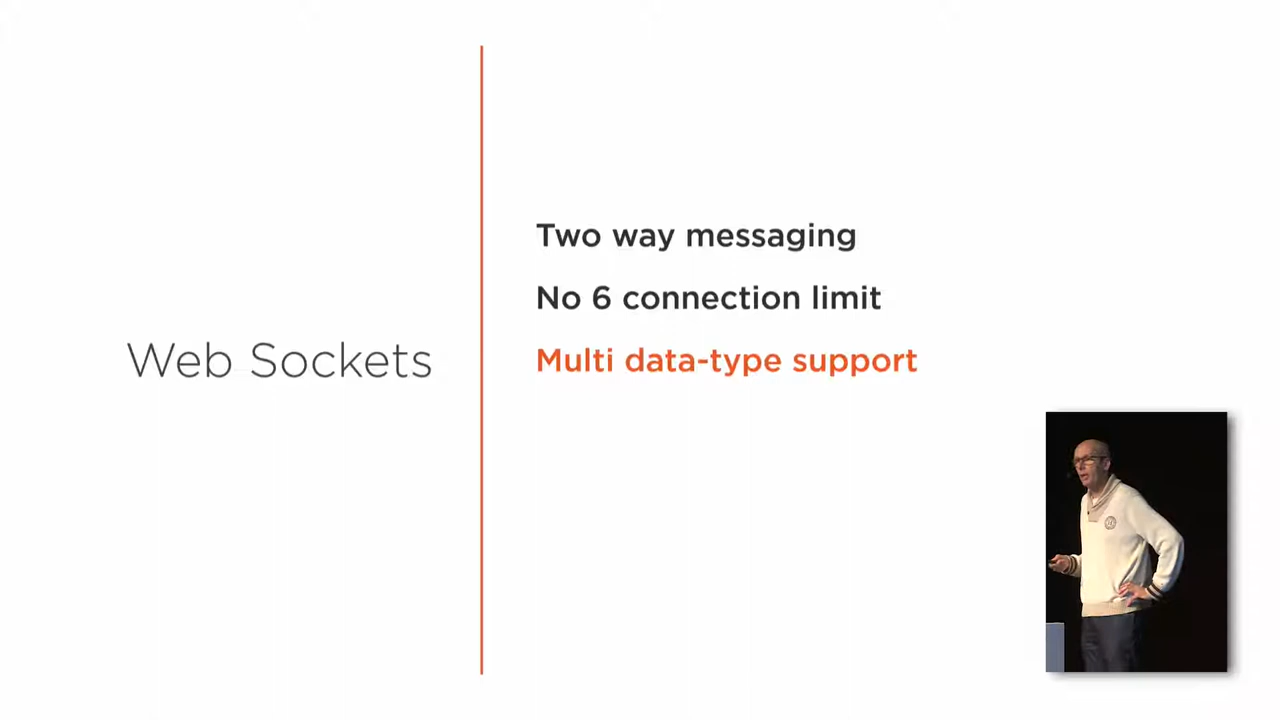 Web Sockets
Two way messaging
No 6 connection limit
Multi data-type support